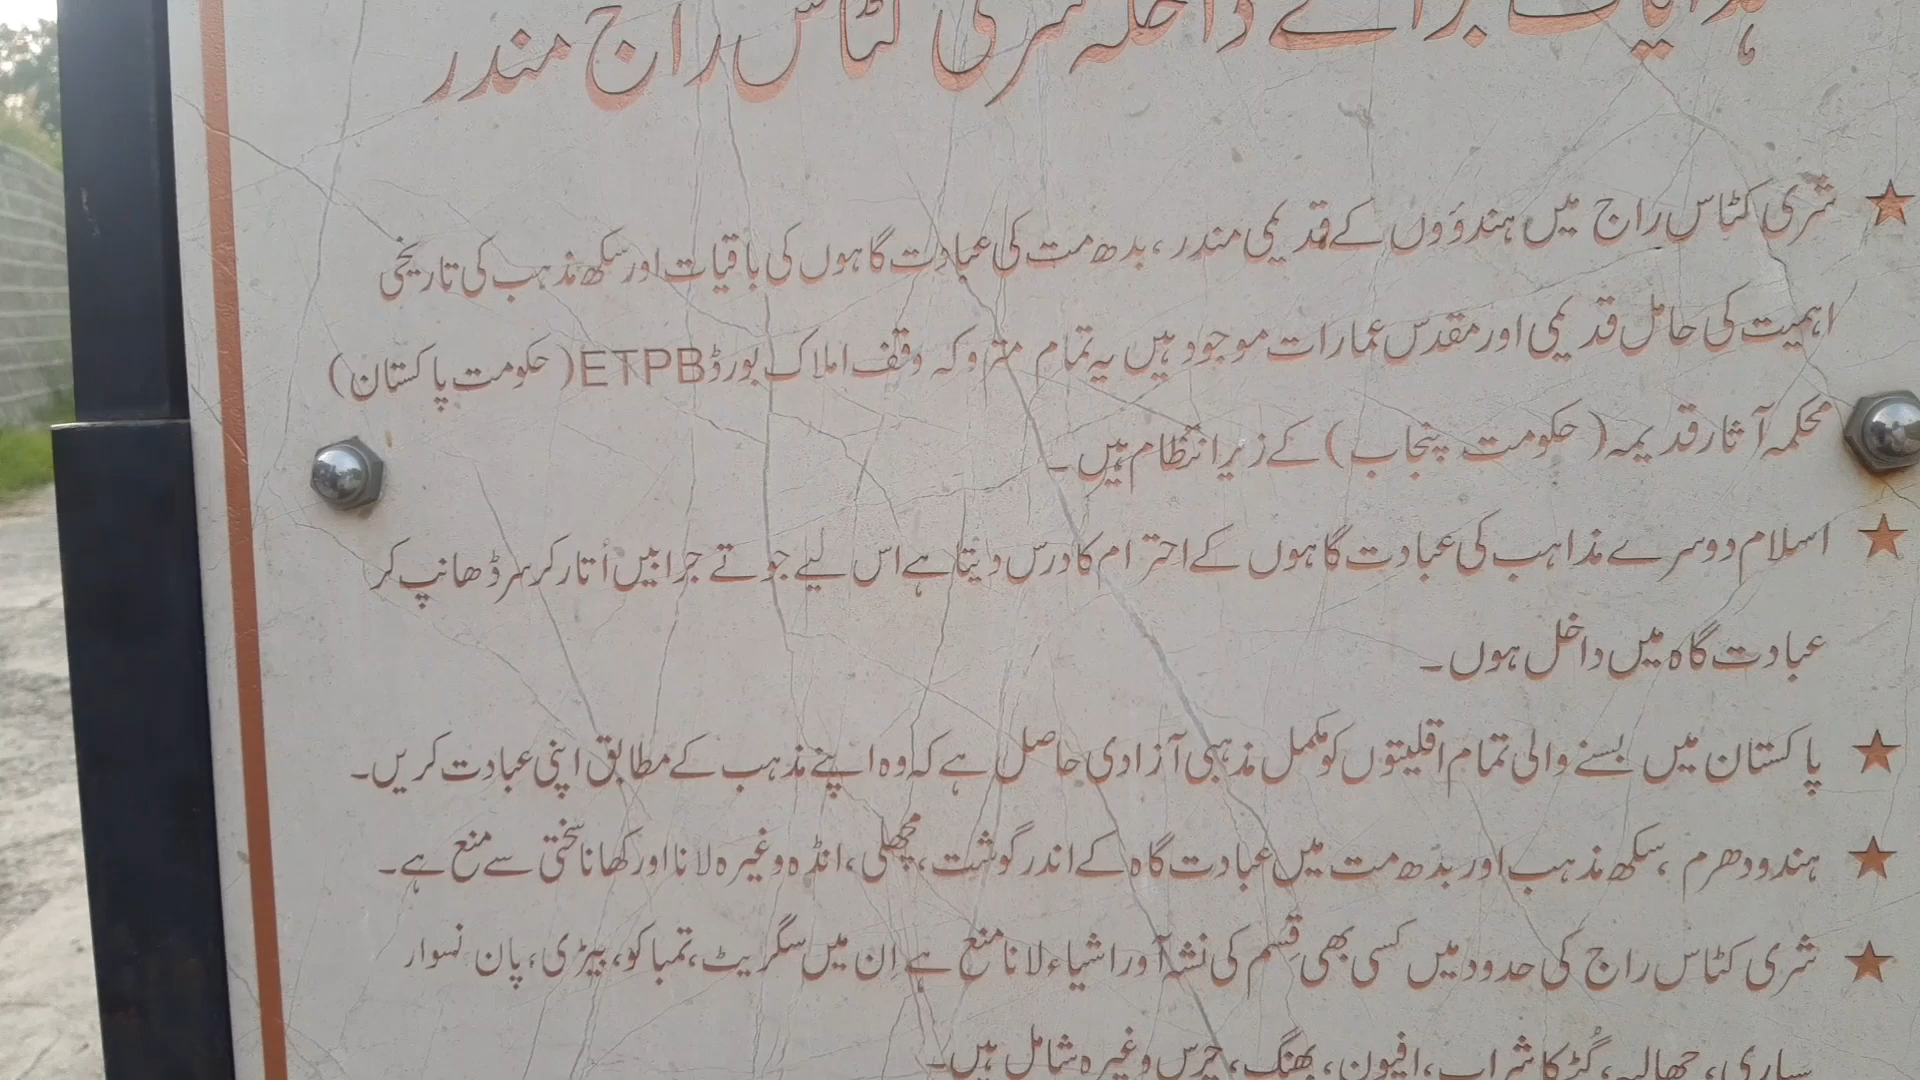 ہدایات برائے داخلہ شری کٹاس راج مندر
شری کٹاس راج میں ہندوؤں کے قدیمی مندر، بدھ مت کی عبادت گاہوں کی باقیات اور سکھ مذہب کی تاریخی
اہمیت کی حامل قدیمی اور مقدس عمارات موجود ہیں یہ تمام متروکہ وقف املاک بورڈ ETPB (حکومت پاکستان)
محکمہ آثار قدیمہ (حکومت پنجاب) کے زیر انتظام ہیں۔
اسلام دوسرے مذاہب کی عبادت گاہوں کے احترام کا درس دیتا ہے اس لیے جوتے جرابیں اُتار کر سر ڈھانپ کر
عبادت گاہ میں داخل ہوں۔
پاکستان میں بسنے والی تمام اقلیتوں کو مکمل مذہبی آزادی حاصل ہے کہ وہ اپنے مذہب کے مطابق اپنی عبادت کریں۔
ہندو دھرم، سکھ مذہب اور بدھ مت میں عبادت گاہ کے اندر گوشت، مچھلی، انڈہ وغیرہ لانا اور کھانا سختی سے منع ہے۔
شری کٹاس راج کی حدود میں کسی بھی قِسم کی نشہ آور اشیاء لانا منع ہے اِن میں سگریٹ، تمباکو، بیڑی، پان نسوار
سپاری، چھالیہ، گُڑ کا شراب، افیون، بھنگ، چرس وغیرہ شامل ہیں۔